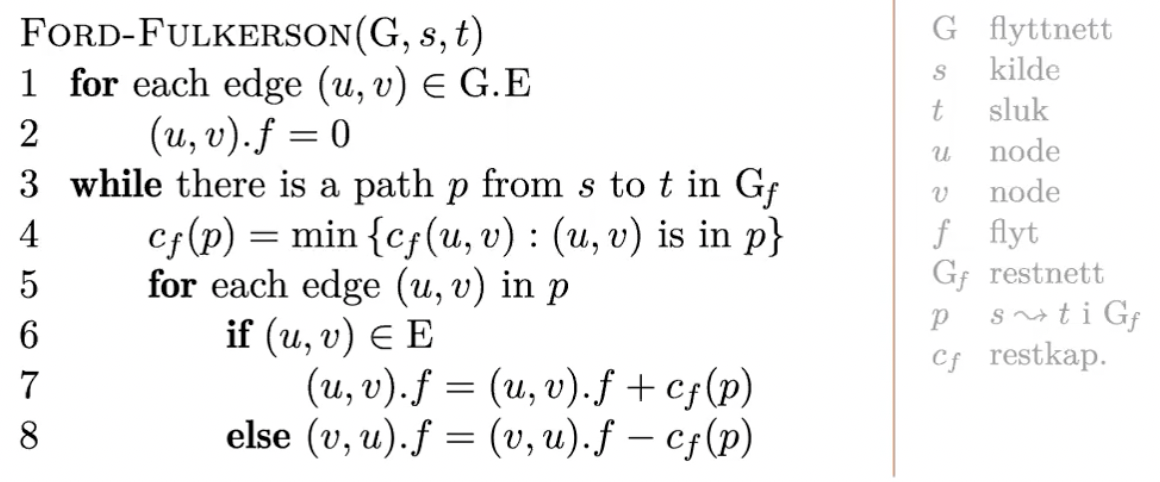 FORD-FULKERSON(G, s, t)
1 for each edge (u, v) ∈ G.E
2 (u, v).f = 0
3 while there is a path p from s to t in G_f
4 c_f(p) = min {c_f(u, v) : (u, v) is in p}
5 for each edge (u, v) in p
6 if (u, v) ∈ E
7 (u, v).f = (u, v).f + c_f(p)
8 else (v, u).f = (v, u).f − c_f(p)
G flyttnett
s kilde
t sluk
u node
v node
f flyt
G_f restnett
p s ⇝ t i G_f
c_f restkap.